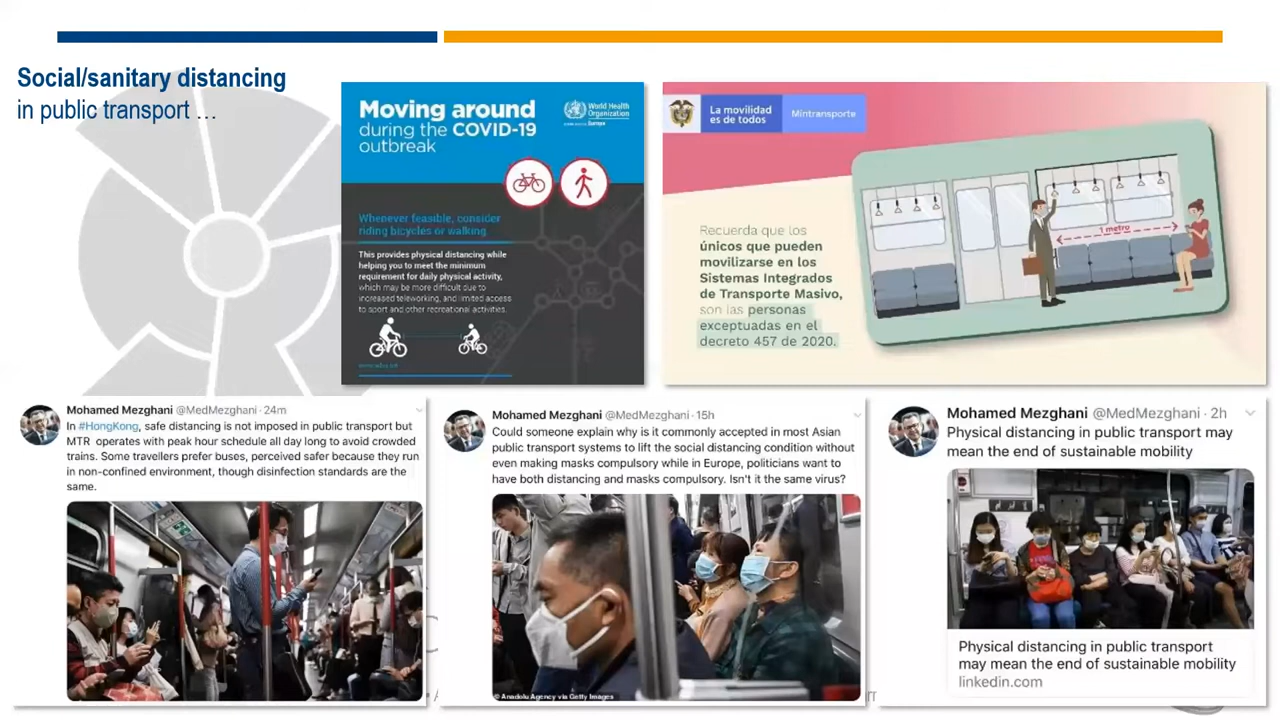 Social/sanitary distancing
in public transport …
Moving around
during the COVID-19
outbreak
World Health
Organization
Europe
Whenever feasible, consider
riding bicycles or walking
This provides physical distancing while
helping you to meet the minimum
requirement for daily physical activity,
which may be more difficult due to
increased teleworking, and limited access
to sport and other recreational activities.
La movilidad
es de todos
Mintransporte
Recuerda que los
únicos que pueden
movilizarse en los
Sistemas Integrados
de Transporte Masivo,
son las personas
exceptuadas en el
decreto 457 de 2020.
1 metro
Mohamed Mezghani @MedMezghani · 24m
In #HongKong, safe distancing is not imposed in public transport but
MTR operates with peak hour schedule all day long to avoid crowded
trains. Some travellers prefer buses, perceived safer because they run
in non-confined environment, though disinfection standards are the
same.
Mohamed Mezghani @MedMezghani · 15h
Could someone explain why is it commonly accepted in most Asian
public transport systems to lift the social distancing condition without
even making masks compulsory while in Europe, politicians want to
have both distancing and masks compulsory. Isn't it the same virus?
© Anadolu Agency via Getty Images
Mohamed Mezghani @MedMezghani · 2h
Physical distancing in public transport may
mean the end of sustainable mobility
Physical distancing in public transport
may mean the end of sustainable mobility
linkedin.com